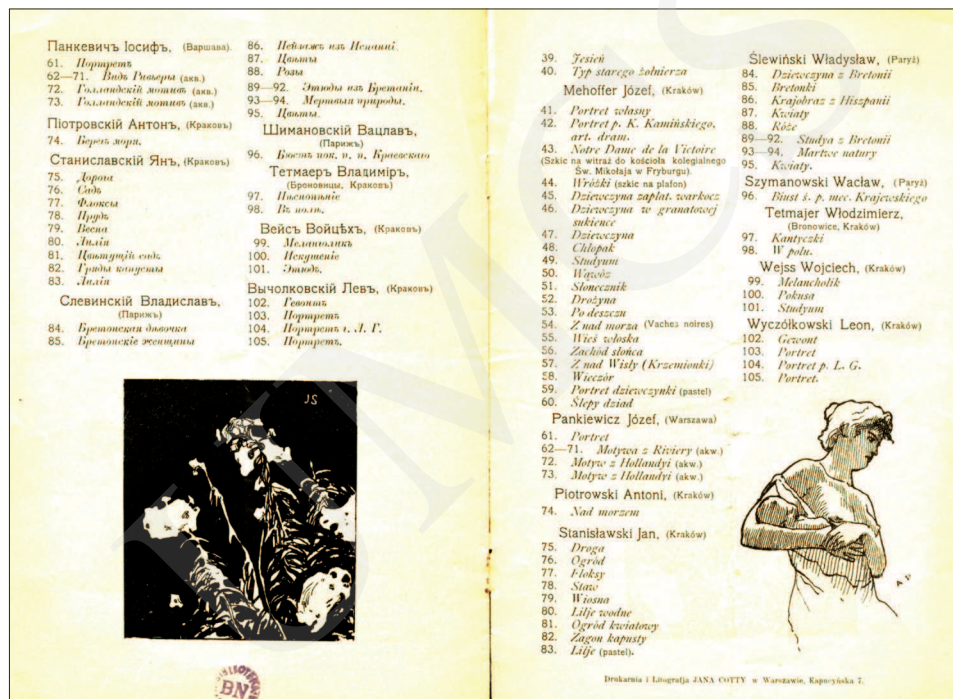 Панкевичъ Іосифъ, (Варшава).
61. Портретъ
62—71. Видъ Ривьеры (акв.)
72. Голландскій мотивъ (акв.)
73. Голландскій мотивъ (акв.)
Піотровскій Антонъ, (Краковъ)
74. Берегъ моря.
Станиславскій Янъ, (Краковъ)
75. Дорога
76. Садъ
77. Флоксы
78. Прудъ
79. Весна
80. Лилія
81. Цвѣтущій садъ
82. Гряды капусты
83. Лилія
Слевинскій Владиславъ,
(Парижъ)
84. Бретонская дѣвочка
85. Бретонскіе женщины
86. Пейзажъ изъ Испаніи.
87. Цвѣты
88. Розы
89—92. Этюды изъ Бретаніи.
93—94. Мертвая природы.
95. Цвѣты.
Шимановскій Вацлавъ,
(Парижъ)
96. Бюстъ пок. п. п. Краевскаго
Тетмаеръ Владиміръ,
(Броновицы, Краковъ)
97. Пѣснопѣніе
98. Въ полѣ.
Вейсъ Войцѣхъ, (Краковъ)
99. Меланхоликъ
100. Искушеніе
101. Этюдъ.
Вычолковскій Левъ, (Краковъ)
102. Гевонтъ
103. Портретъ
104. Портретъ г. Л. Г.
105. Портретъ.
JS
BN
39. Jesień
40. Typ starego żołnierza
Mehoffer Józef, (Kraków)
41. Portret własny
42. Portret p. K. Kamińskiego,
art. dram.
43. Notre Dame de la Victoire
(Szkic na witraż do kościoła kolegialnego
Św. Mikołaja w Fryburgu).
44. Wróżki (szkic na plafon)
45. Dziewczyna zaplat. warkocz
46. Dziewczyna w granatowej
sukience
47. Dziewczyna
48. Chłopak
49. Studyum
50. Wąwóz
51. Słonecznik
52. Drożyna
53. Po deszczu
54. Z nad morza (Vaches noires)
55. Wieś włoska
56. Zachód słońca
57. Z nad Wisły (Krzemionki)
58. Wieczór
59. Portret dziewczynki (pastel)
60. Ślepy dziad
Pankiewicz Józef, (Warszawa)
61. Portret
62—71. Motywa z Riviery (akw.)
72. Motyw z Hollandyi (akw.)
73. Motyw z Hollandyi (akw.)
Piotrowski Antoni, (Kraków)
74. Nad morzem
Stanisławski Jan, (Kraków)
75. Droga
76. Ogród
77. Floksy
78. Staw
79. Wiosna
80. Lilje wodne
81. Ogród kwiatowy
82. Zagon kapusty
83. Lilje (pastel).
Ślewiński Władysław, (Paryż)
84. Dziewczyna z Bretonii
85. Bretonki
86. Krajobraz z Hiszpanii
87. Kwiaty
88. Róże
89—92. Studya z Bretonii
93—94. Martwe natury
95. Kwiaty.
Szymanowski Wacław, (Paryż)
96. Biust ś. p. mec. Krajewskiego
Tetmajer Włodzimierz,
(Bronowice, Kraków)
97. Kantyczki
98. W polu.
Wejss Wojciech, (Kraków)
99. Melancholik
100. Pokusa
101. Studyum
Wyczółkowski Leon, (Kraków)
102. Gewont
103. Portret
104. Portret p. L. G.
105. Portret.
Drukarnia i Litografja JANA COTTY w Warszawie, Kapucyńska 7.
UMCS